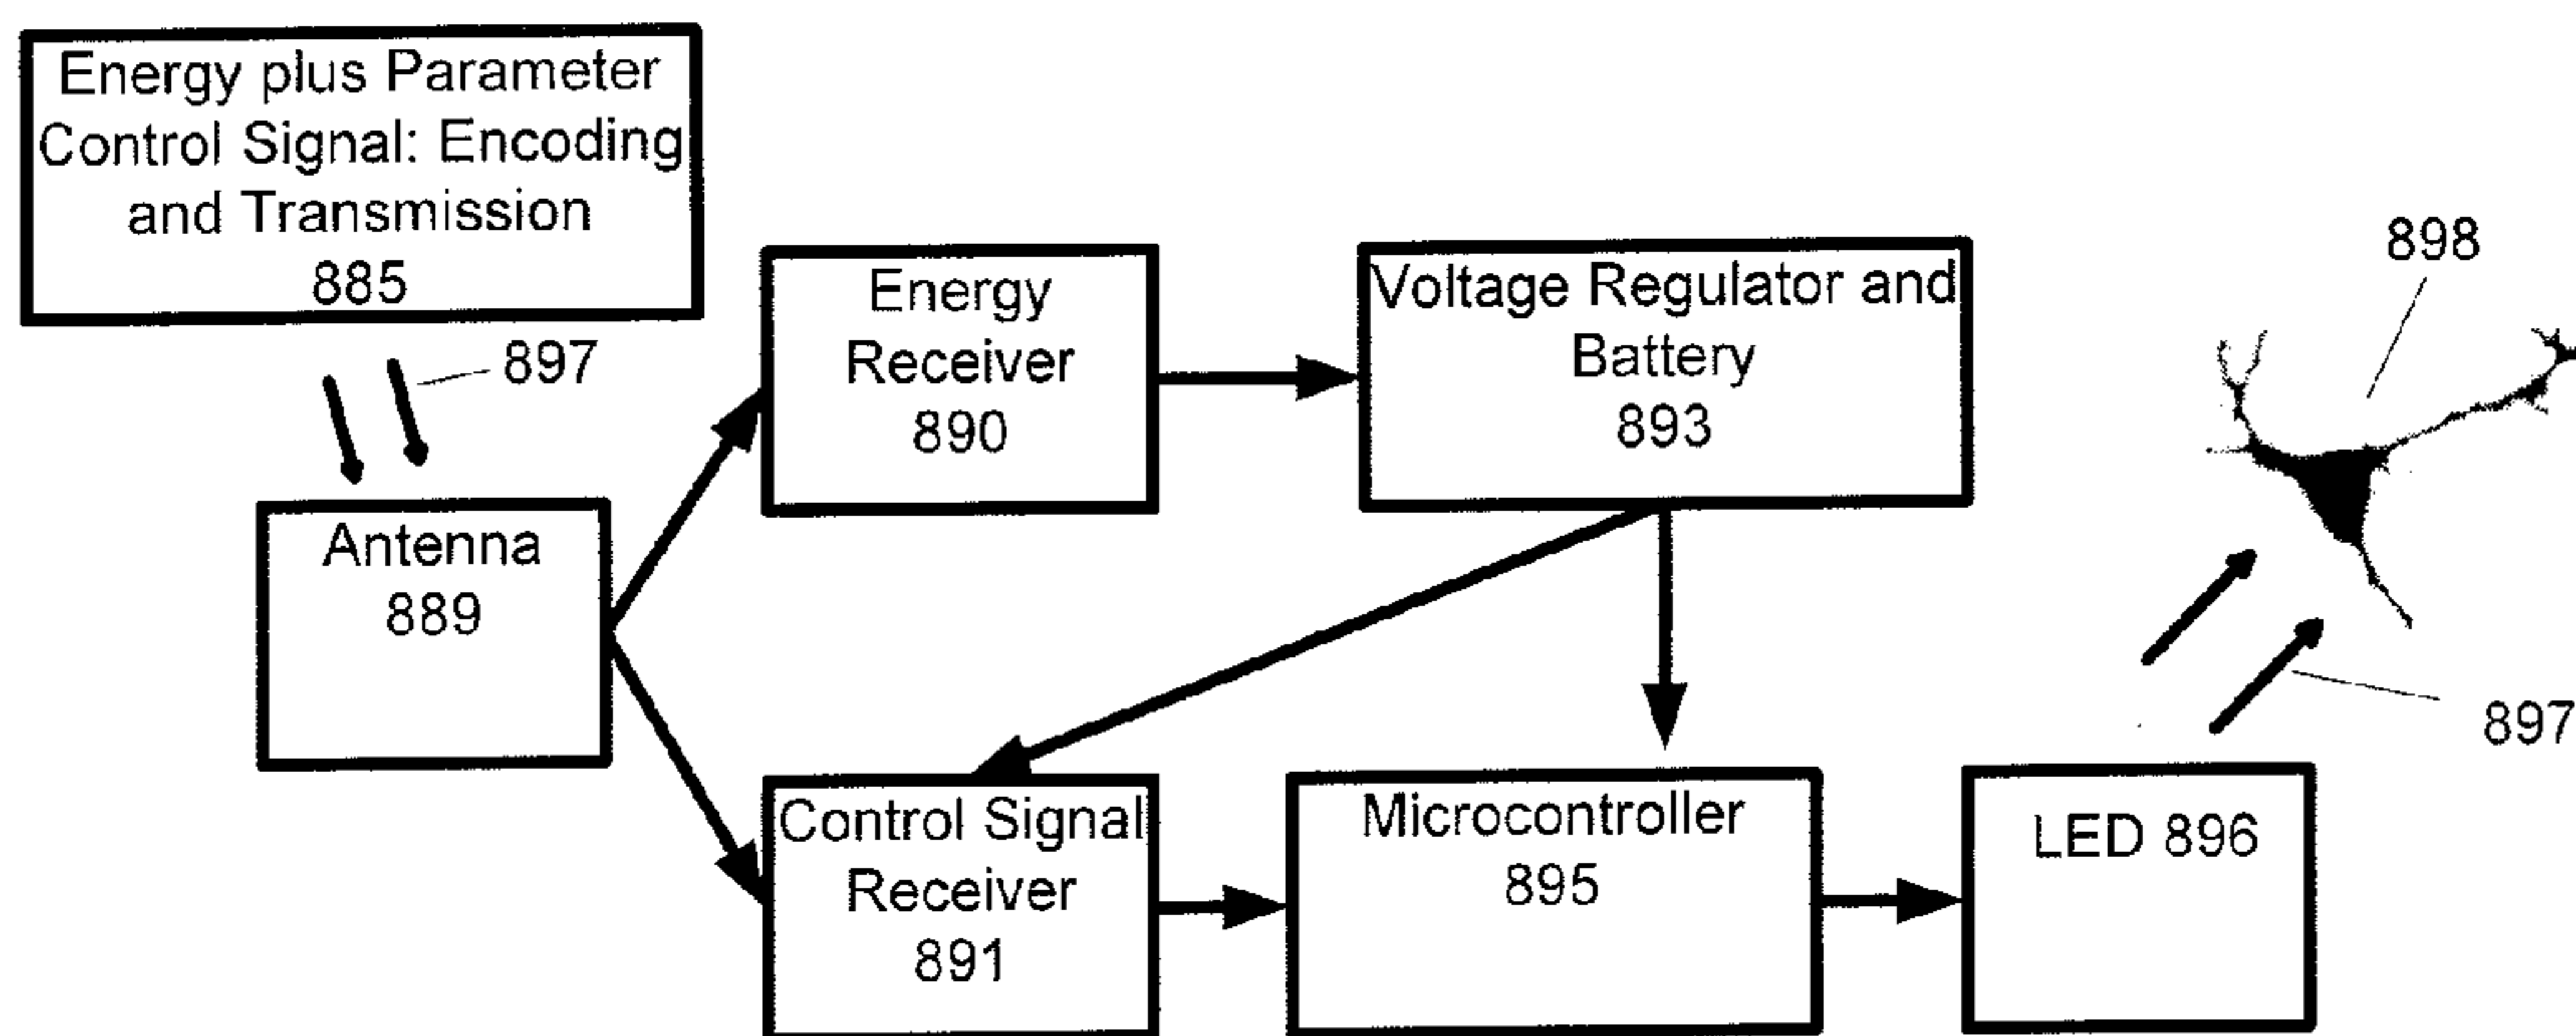 Energy plus Parameter
Control Signal: Encoding
and Transmission
885
897
Antenna
889
Energy
Receiver
890
Voltage Regulator and
Battery
893
898
897
Control Signal
Receiver
891
Microcontroller
895
LED 896